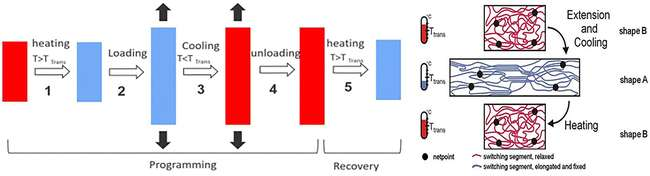 heating
T>T Trans
1
Loading
2
Cooling
T<T Trans
3
unloading
4
heating
T>T Trans
5
Programming
Recovery
°C
T trans
°C
T trans
°C
T trans
Extension
and
Cooling
shape B
shape A
Heating
shape B
netpoint
switching segment, relaxed
switching segment, elongated and fixed